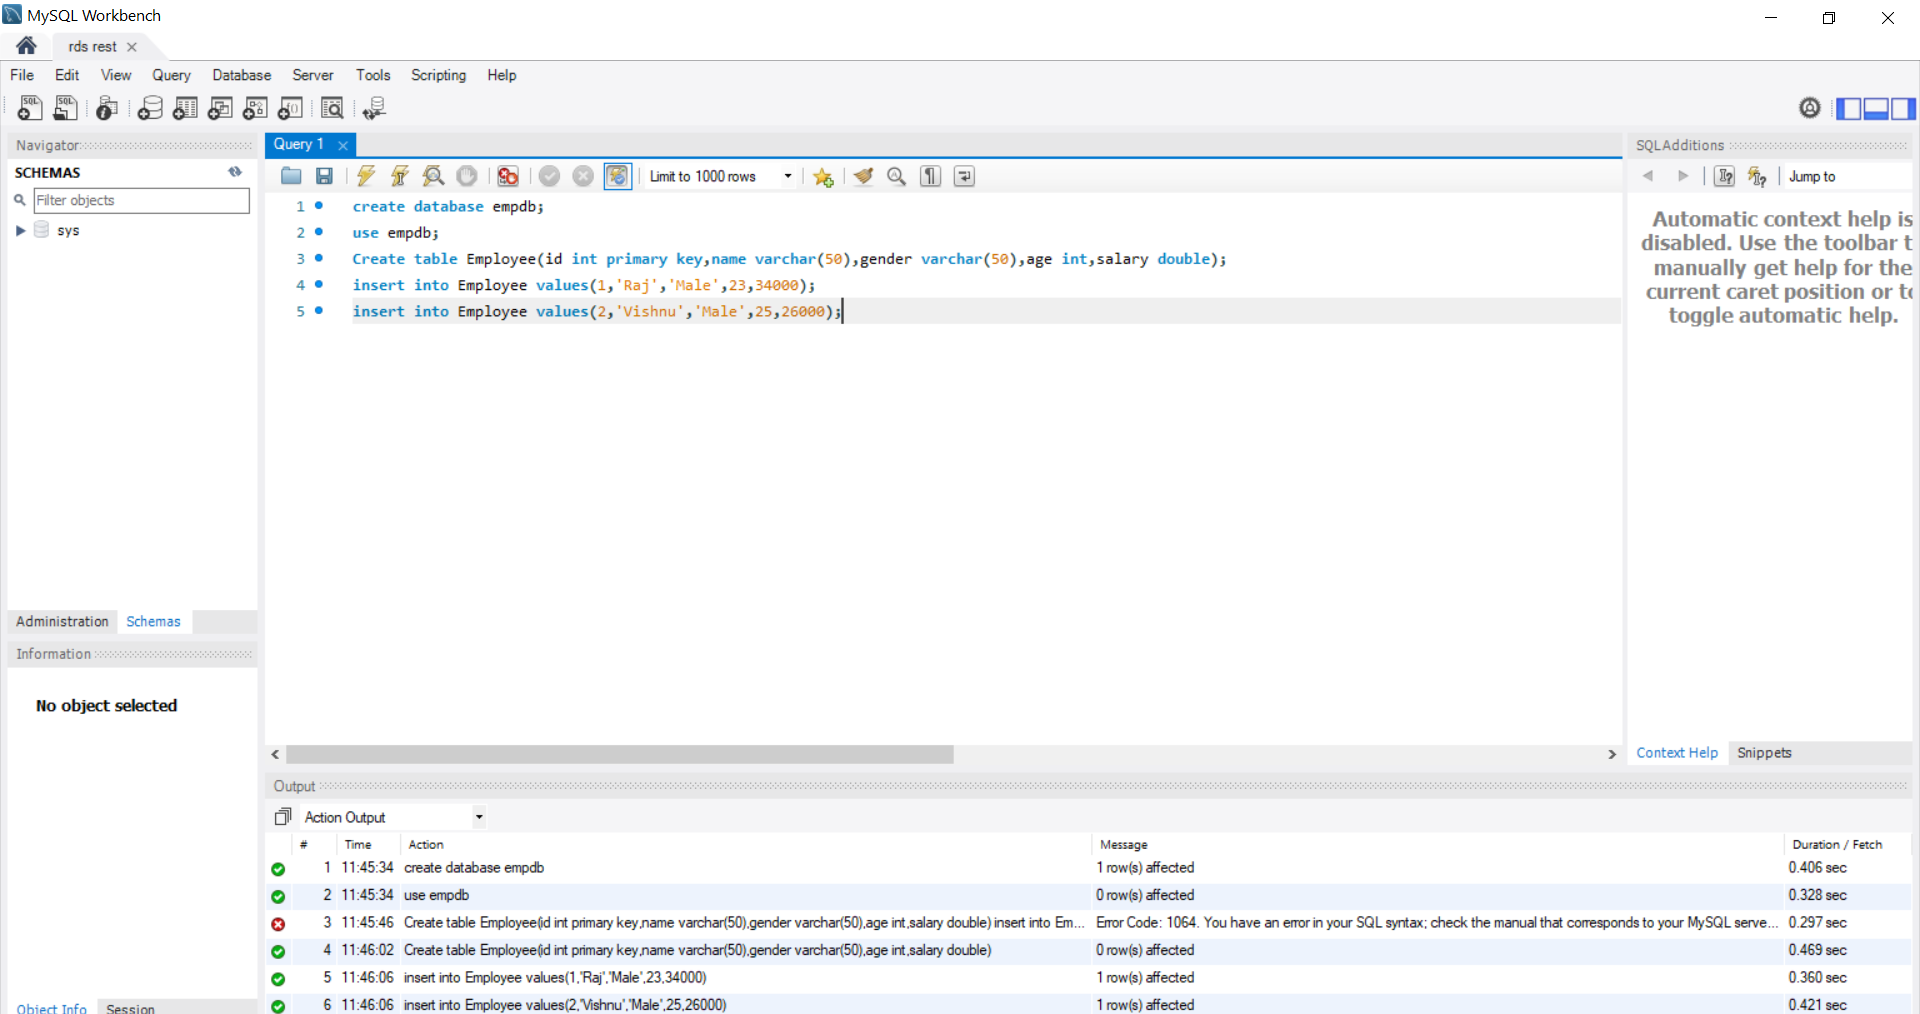 MySQL Workbench
rds rest
File Edit View Query Database Server Tools Scripting Help
Navigator
SCHEMAS
Filter objects
sys
Administration Schemas
Information
No object selected
Object Info Session
Query 1
Limit to 1000 rows
1 create database empdb;
2 use empdb;
3 Create table Employee(id int primary key,name varchar(50),gender varchar(50),age int,salary double);
4 insert into Employee values(1,'Raj','Male',23,34000);
5 insert into Employee values(2,'Vishnu','Male',25,26000);
SQLAdditions
Jump to
Automatic context help is
disabled. Use the toolbar t
manually get help for the
current caret position or to
toggle automatic help.
Context Help Snippets
Output
Action Output
# Time Action Message Duration / Fetch
1 11:45:34 create database empdb 1 row(s) affected 0.406 sec
2 11:45:34 use empdb 0 row(s) affected 0.328 sec
3 11:45:46 Create table Employee(id int primary key,name varchar(50),gender varchar(50),age int,salary double) insert into Em... Error Code: 1064. You have an error in your SQL syntax; check the manual that corresponds to your MySQL serve... 0.297 sec
4 11:46:02 Create table Employee(id int primary key,name varchar(50),gender varchar(50),age int,salary double) 0 row(s) affected 0.469 sec
5 11:46:06 insert into Employee values(1,'Raj','Male',23,34000) 1 row(s) affected 0.360 sec
6 11:46:06 insert into Employee values(2,'Vishnu','Male',25,26000) 1 row(s) affected 0.421 sec